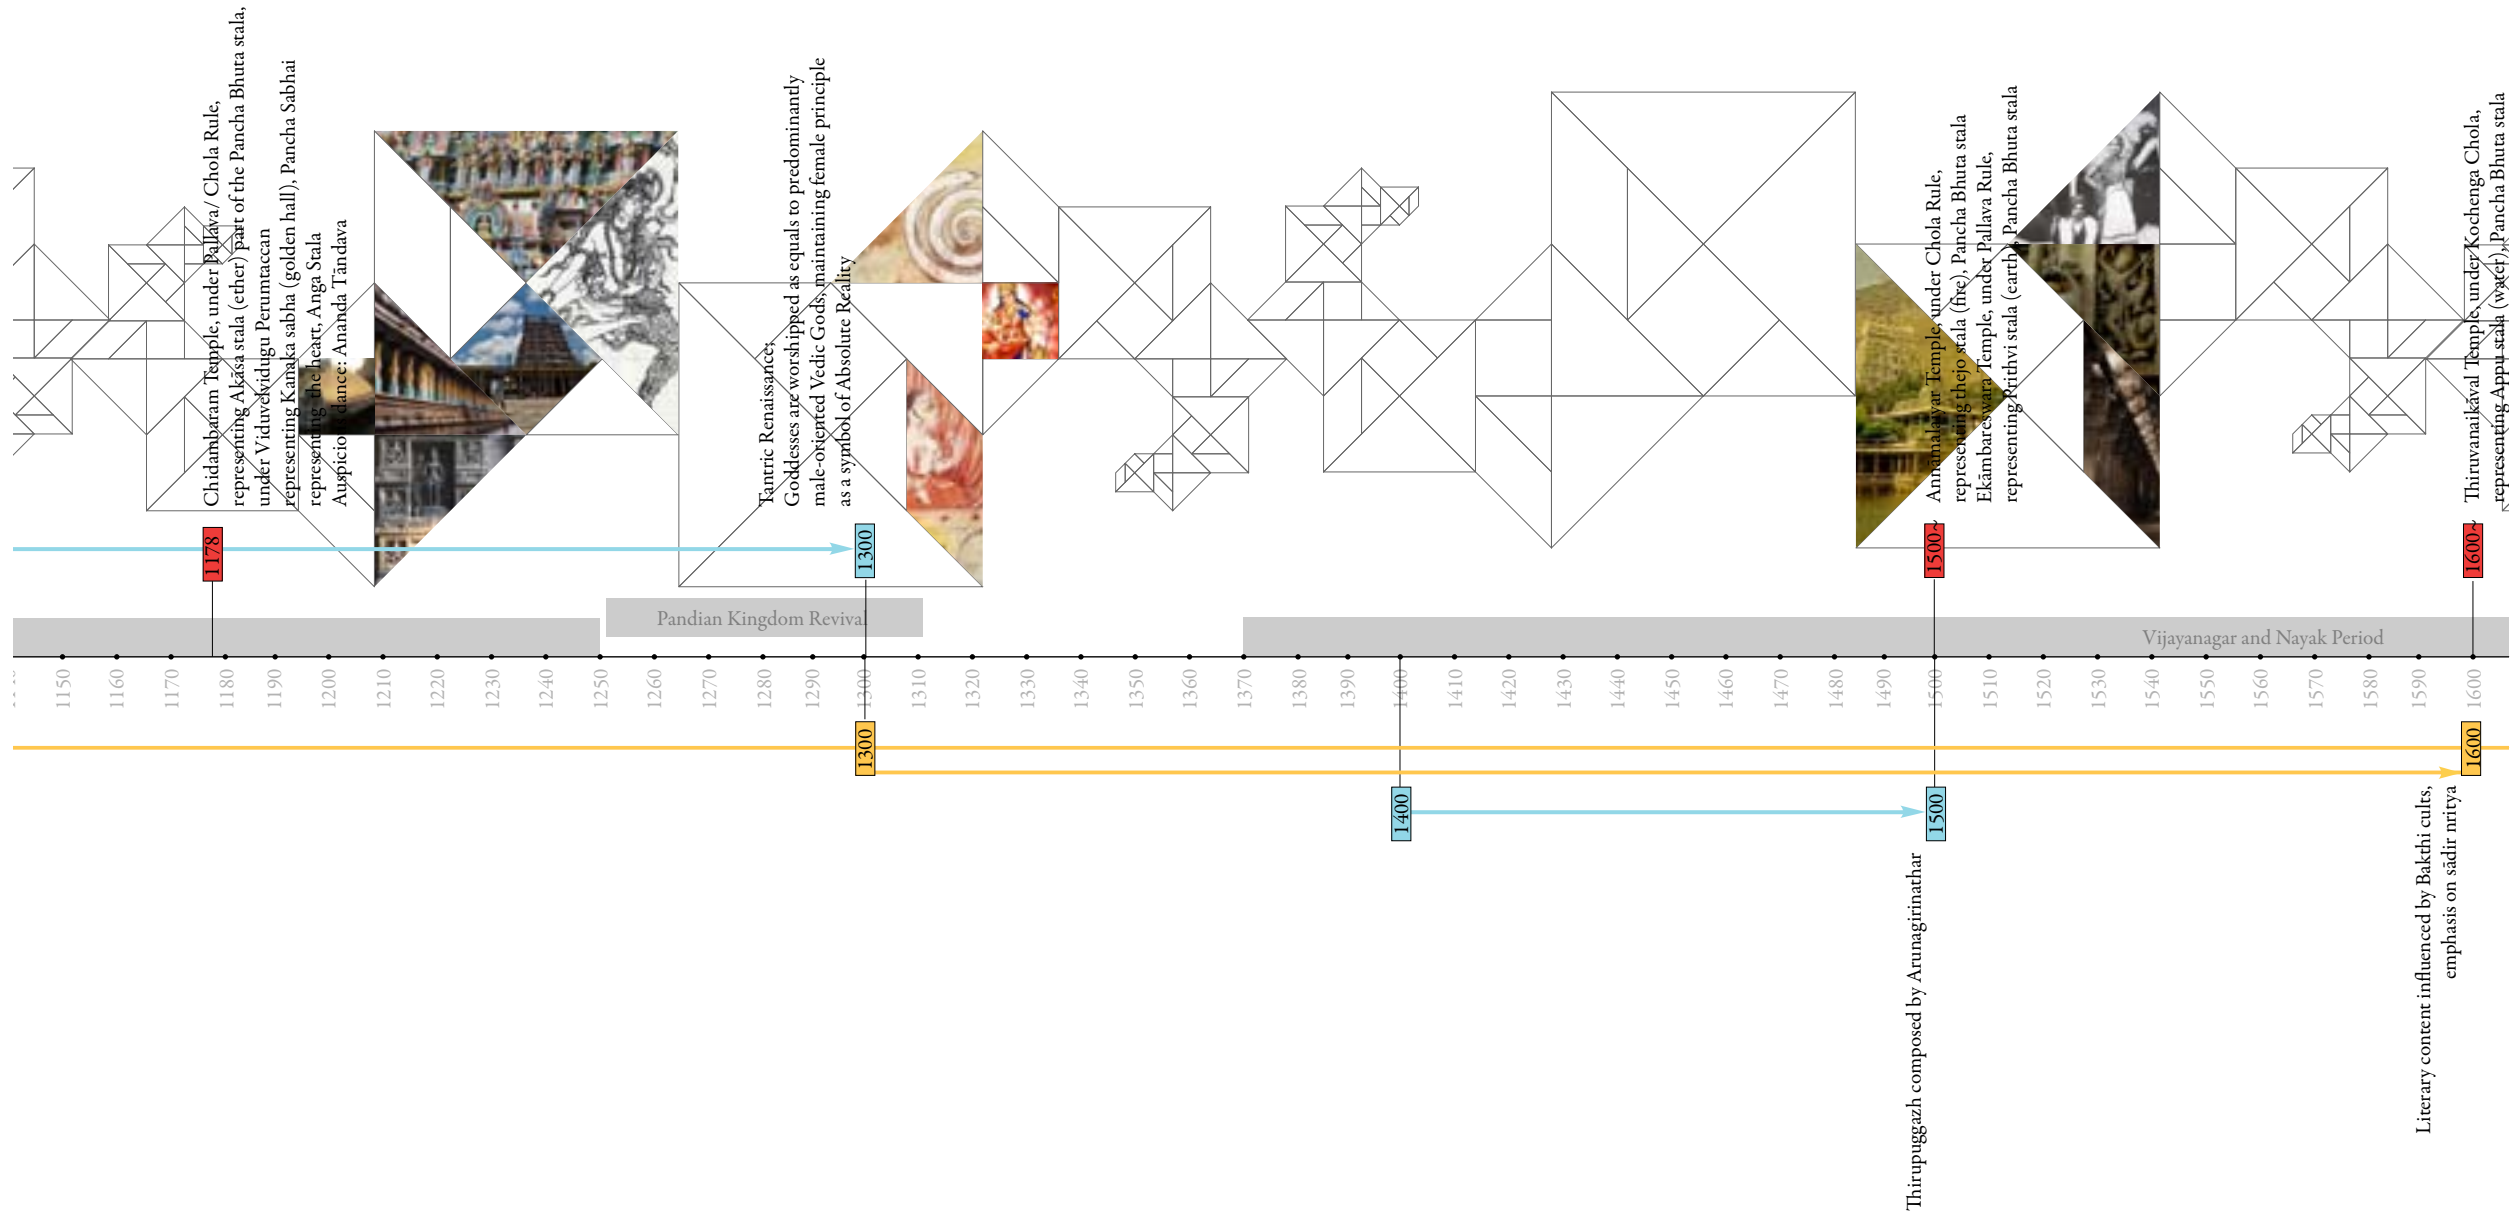 Chidambaram Temple, under Pallava/ Chola Rule,
representing Akāsa stala (ether) part of the Pancha Bhuta stala,
under Viduvelvidugu Perumutaccan
representing Kanaka sabha (golden hall), Pancha Sabhai
representing the heart, Anga Stala
dance: Ananda Tāndava
1178
Tantric Renaissance;
Goddesses are worshipped as equals to predominantly
male-oriented Vedic Gods, maintaining female principle
as a symbol of Absolute Reality
1300
Annāmalaiyar Temple, under Chola Rule,
representing thejo stala (fire), Pancha Bhuta stala
Ekāmbareswara Temple, under Pallava Rule,
representing Prithvi stala (earth), Pancha Bhuta stala
1500~
Thiruvanaikāval Temple, under Kochenga Chola,
representing Appu stala (water), Pancha Bhuta stala
1600~
Pandian Kingdom Revival
Vijayanagar and Nayak Period
1150
1160
1170
1180
1190
1200
1210
1220
1230
1240
1250
1260
1270
1280
1290
1300
1310
1320
1330
1340
1350
1360
1370
1380
1390
1400
1410
1420
1430
1440
1450
1460
1470
1480
1490
1500
1510
1520
1530
1540
1550
1560
1570
1580
1590
1600
1300
1600
1400
1500
Thirupuggazh composed by Arunagirinathar
Literary content influenced by Bakthi cults,
emphasis on sādir nritya